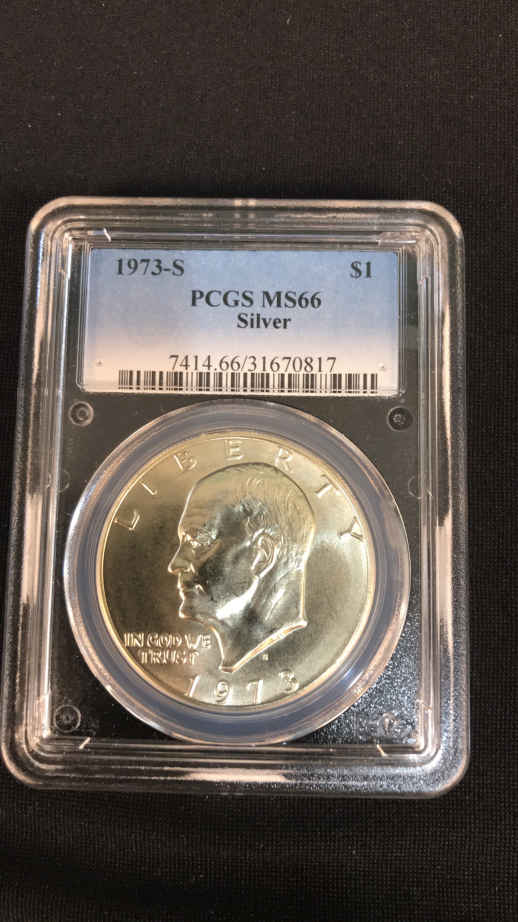 1973-S $1
PCGS MS66
Silver
7414.66/31670817
LIBERTY
IN GOD WE
TRUST
S
1973